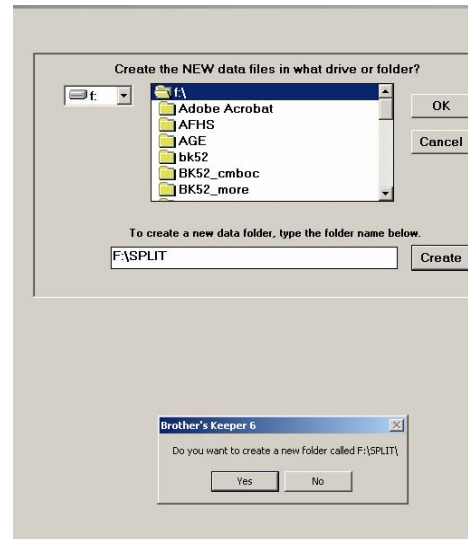 Create the NEW data files in what drive or folder?
f:
f:\
Adobe Acrobat
AFHS
AGE
bk52
BK52_cmboc
BK52_more
OK
Cancel
To create a new data folder, type the folder name below.
F:\SPLIT
Create
Brother's Keeper 6
Do you want to create a new folder called F:\SPLIT\
Yes
No